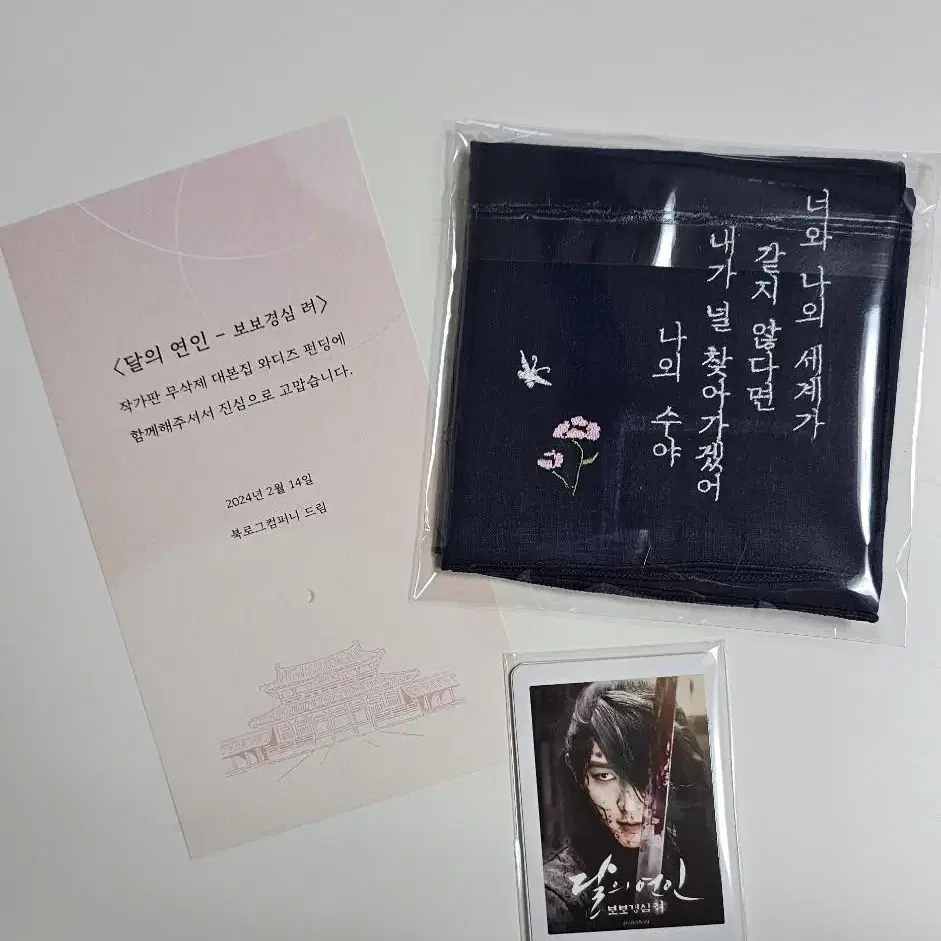 <달의 연인 - 보보경심 려>
작가판 무삭제 대본집 와디즈 펀딩에
함께해주셔서 진심으로 고맙습니다.
2024년 2월 14일
북로그컴퍼니 드림
너와 나의 세계가
같지 않다면
내가 널 찾아가겠어
나의 수야
달의 연인
보보경심 려